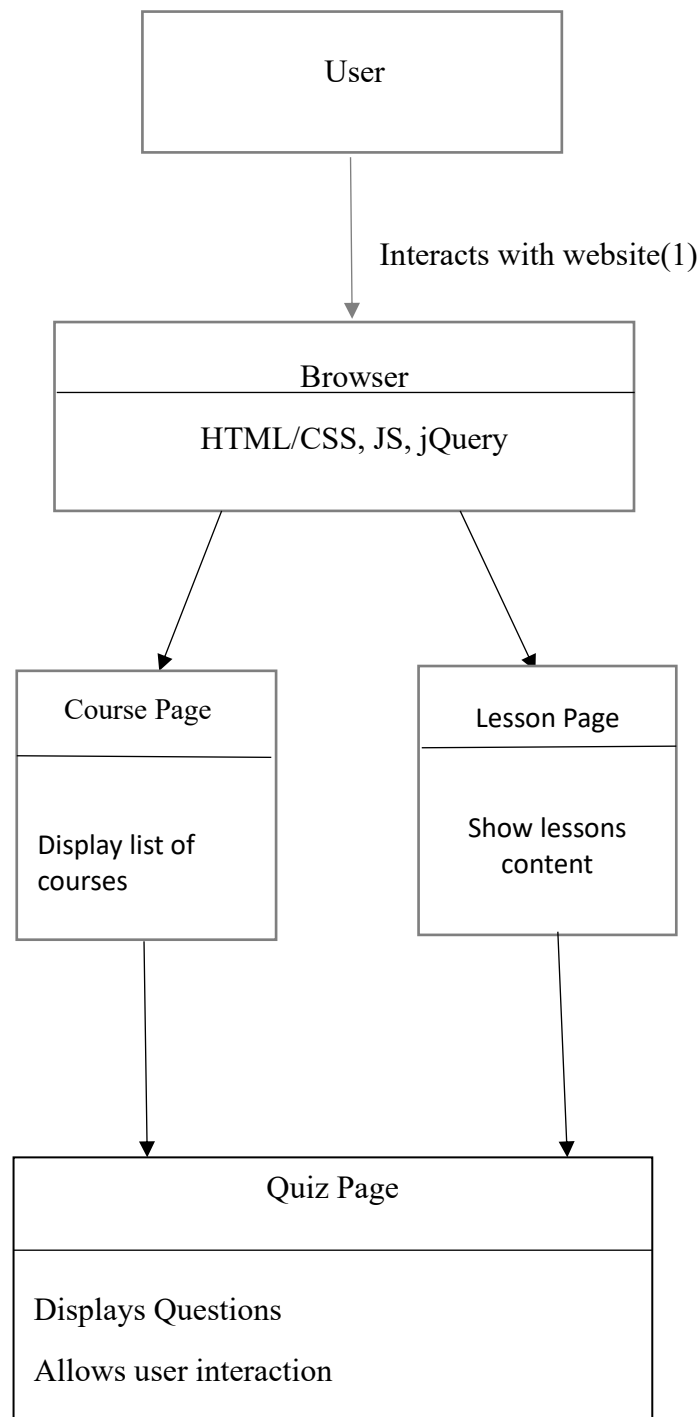 User
Interacts with website(1)
Browser
HTML/CSS, JS, jQuery
Course Page
Display list of
courses
Lesson Page
Show lessons
content
Quiz Page
Displays Questions
Allows user interaction